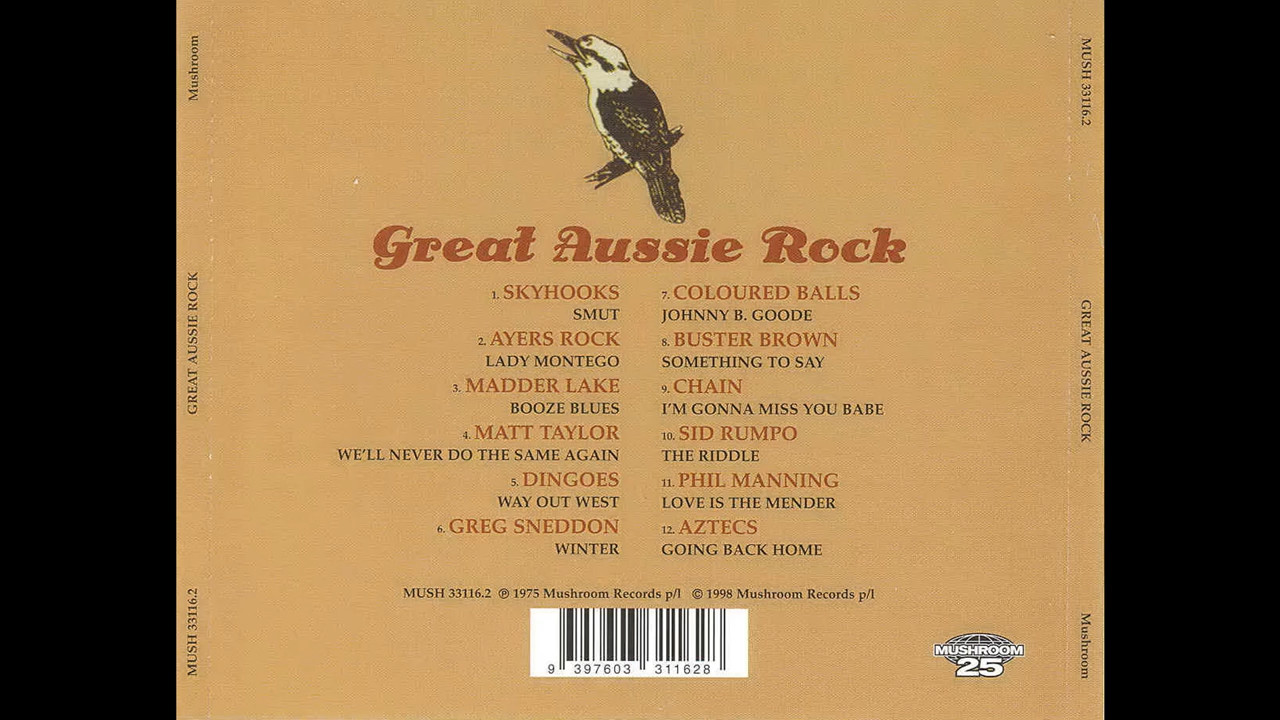 Mushroom
GREAT AUSSIE ROCK
MUSH 33116.2
Great Aussie Rock
1. SKYHOOKS
SMUT
2. AYERS ROCK
LADY MONTEGO
3. MADDER LAKE
BOOZE BLUES
4. MATT TAYLOR
WE'LL NEVER DO THE SAME AGAIN
5. DINGOES
WAY OUT WEST
6. GREG SNEDDON
WINTER
7. COLOURED BALLS
JOHNNY B. GOODE
8. BUSTER BROWN
SOMETHING TO SAY
9. CHAIN
I'M GONNA MISS YOU BABE
10. SID RUMPO
THE RIDDLE
11. PHIL MANNING
LOVE IS THE MENDER
12. AZTECS
GOING BACK HOME
MUSH 33116.2 ℗ 1975 Mushroom Records p/l © 1998 Mushroom Records p/l
9 397603 311628
MUSHROOM
25
MUSH 33116.2
GREAT AUSSIE ROCK
Mushroom